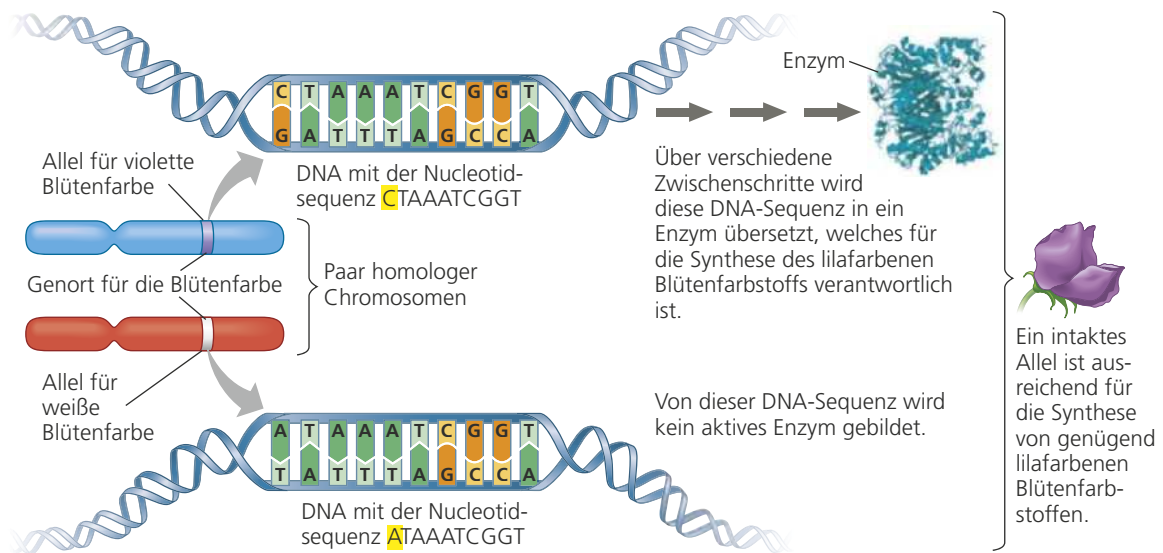 Enzym
C T A A A T C G G T
G A T T T A G C C A
Allel für violette
Blütenfarbe
DNA mit der Nucleotid-
sequenz CTAAATCGGT
Über verschiedene
Zwischenschritte wird
diese DNA-Sequenz in ein
Enzym übersetzt, welches für
die Synthese des lilafarbenen
Blütenfarbstoffs verantwortlich
ist.
Genort für die Blütenfarbe
Paar homologer
Chromosomen
Allel für
weiße
Blütenfarbe
Von dieser DNA-Sequenz wird
kein aktives Enzym gebildet.
A T A A A T C G G T
T A T T T A G C C A
DNA mit der Nucleotid-
sequenz ATAAATCGGT
Ein intaktes
Allel ist aus-
reichend für
die Synthese
von genügend
lilafarbenen
Blütenfarb-
stoffen.